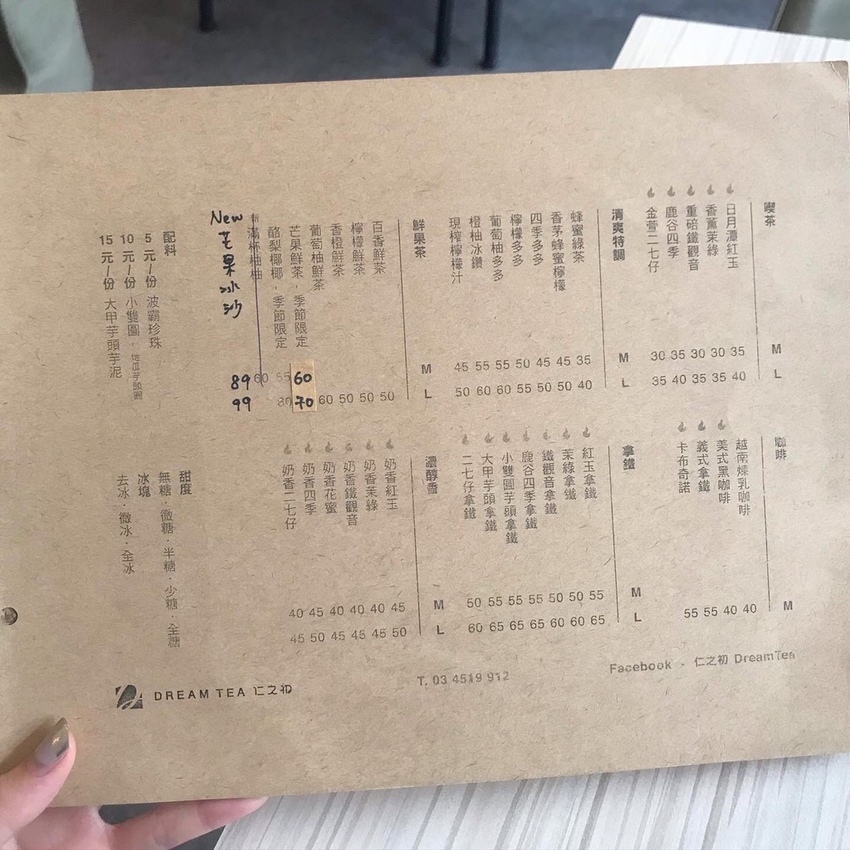 喫茶
日月潭紅玉
香薰茉綠
重磅鐵觀音
鹿谷四季
金萱二七仔
30 35 30 30 35 M
35 40 35 35 40 L
清爽特調
蜂蜜綠茶
香茅蜂蜜檸檬
四季多多
檸檬多多
葡萄柚多多
橙柚冰鑽
現榨檸檬汁
45 55 55 50 45 45 35 M
50 60 60 55 50 50 40 L
鮮果茶
百香鮮茶
檸檬鮮茶
香橙鮮茶
葡萄柚鮮茶
芒果鮮茶．季節限定
酪梨椰椰．季節限定
滿杯柚柚
New 芒果冰沙
89 60 55 60 M
99 80 70 60 50 50 50 L
配料
5 元/份 波霸珍珠
10 元/份 小雙圓．地瓜芋頭圓
15 元/份 大甲芋頭芋泥
咖啡
越南煉乳咖啡
美式黑咖啡
義式拿鐵
卡布奇諾
55 55 40 40 M
拿鐵
紅玉拿鐵
茉綠拿鐵
鐵觀音拿鐵
鹿谷四季拿鐵
小雙圓芋頭拿鐵
大甲芋頭拿鐵
二七仔拿鐵
50 55 55 55 50 50 55 M
60 65 65 65 60 60 65 L
濃醇香
奶香紅玉
奶香茉綠
奶香鐵觀音
奶香花蜜
奶香四季
奶香二七仔
40 45 40 40 40 45 M
45 50 45 45 45 50 L
甜度
無糖．微糖．半糖．少糖．全糖
冰塊
去冰．微冰．全冰
DREAM TEA 仁之初
T. 03 4519 912
Facebook - 仁之初 DreamTea